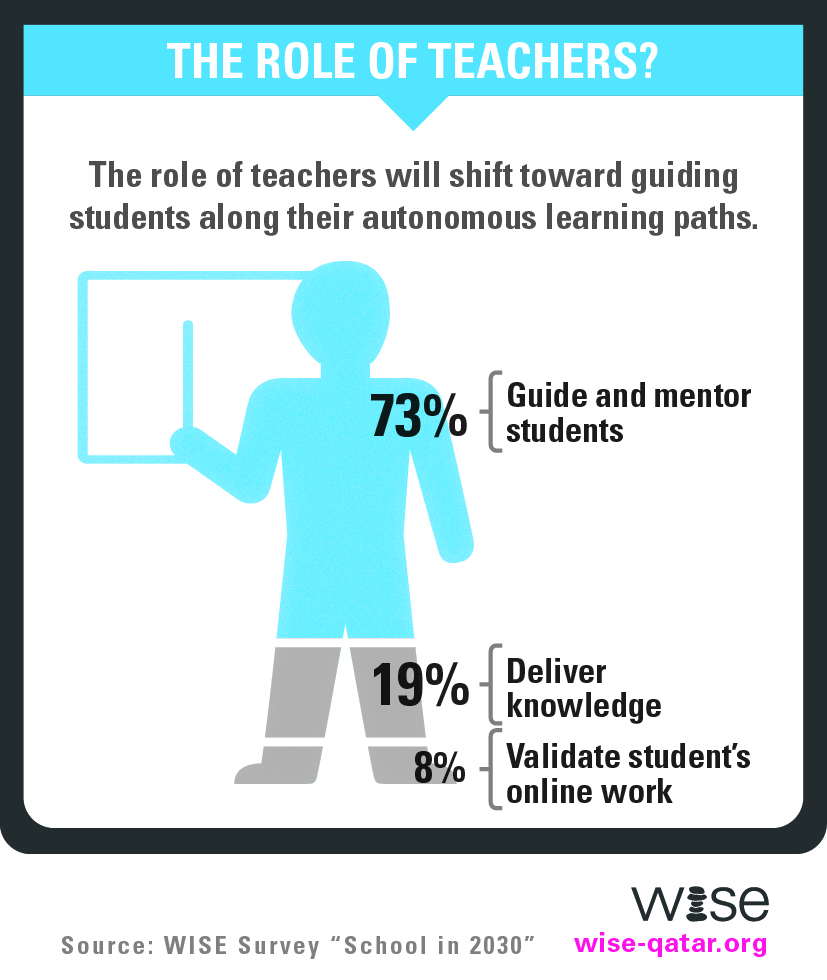 THE ROLE OF TEACHERS?
The role of teachers will shift toward guiding
students along their autonomous learning paths.
73%
Guide and mentor
students
19%
Deliver
knowledge
8%
Validate student’s
online work
wise
Source: WISE Survey “School in 2030”
wise-qatar.org